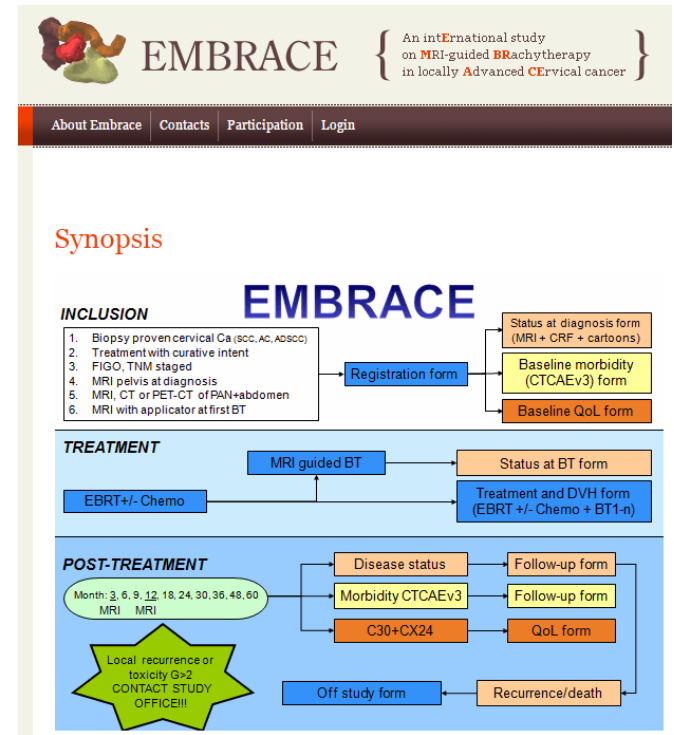 EMBRACE
An intErnational study
on MRI-guided BRachytherapy
in locally Advanced CErvical cancer
About Embrace Contacts Participation Login
Synopsis
EMBRACE
INCLUSION
1. Biopsy proven cervical Ca (SCC, AC, ADSCC)
2. Treatment with curative intent
3. FIGO, TNM staged
4. MRI pelvis at diagnosis
5. MRI, CT or PET-CT of PAN+abdomen
6. MRI with applicator at first BT
Registration form
Status at diagnosis form
(MRI + CRF + cartoons)
Baseline morbidity
(CTCAEv3) form
Baseline QoL form
TREATMENT
MRI guided BT
Status at BT form
EBRT+/- Chemo
Treatment and DVH form
(EBRT +/- Chemo + BT1-n)
POST-TREATMENT
Month: 3, 6, 9, 12, 18, 24, 30, 36, 48, 60
MRI MRI
Disease status
Follow-up form
Morbidity CTCAEv3
Follow-up form
C30+CX24
QoL form
Local recurrence or
toxicity G>2
CONTACT STUDY
OFFICE!!!
Off study form
Recurrence/death